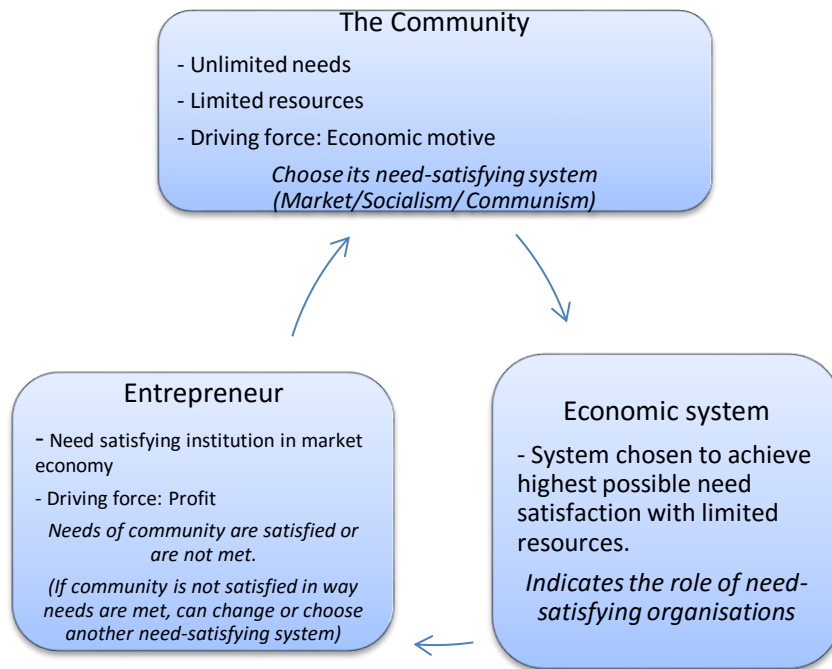 The Community
- Unlimited needs
- Limited resources
- Driving force: Economic motive
Choose its need-satisfying system
(Market/Socialism/ Communism)
Economic system
- System chosen to achieve
highest possible need
satisfaction with limited
resources.
Indicates the role of need-
satisfying organisations
Entrepreneur
- Need satisfying institution in market
economy
- Driving force: Profit
Needs of community are satisfied or
are not met.
(If community is not satisfied in way
needs are met, can change or choose
another need-satisfying system)